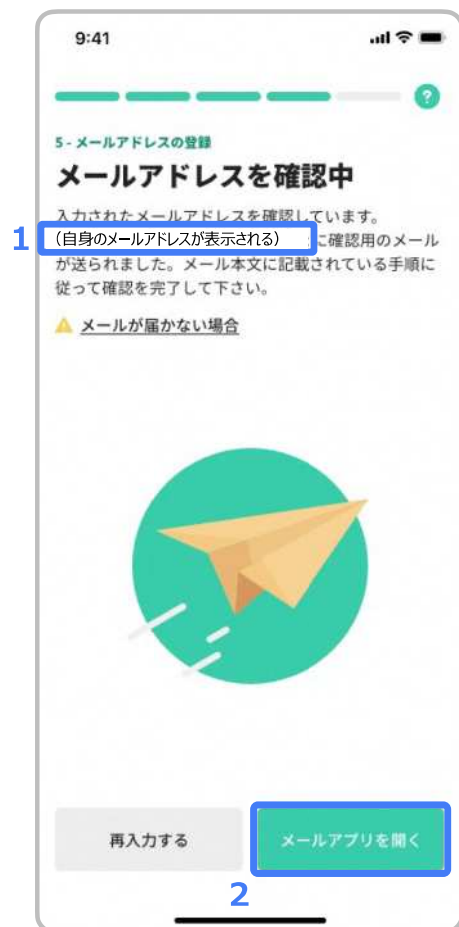 9:41
?
5 - メールアドレスの登録
メールアドレスを確認中
入力されたメールアドレスを確認しています。
1 (自身のメールアドレスが表示される) に確認用のメール
が送られました。メール本文に記載されている手順に
従って確認を完了して下さい。
メールが届かない場合
再入力する メールアプリを開く
2